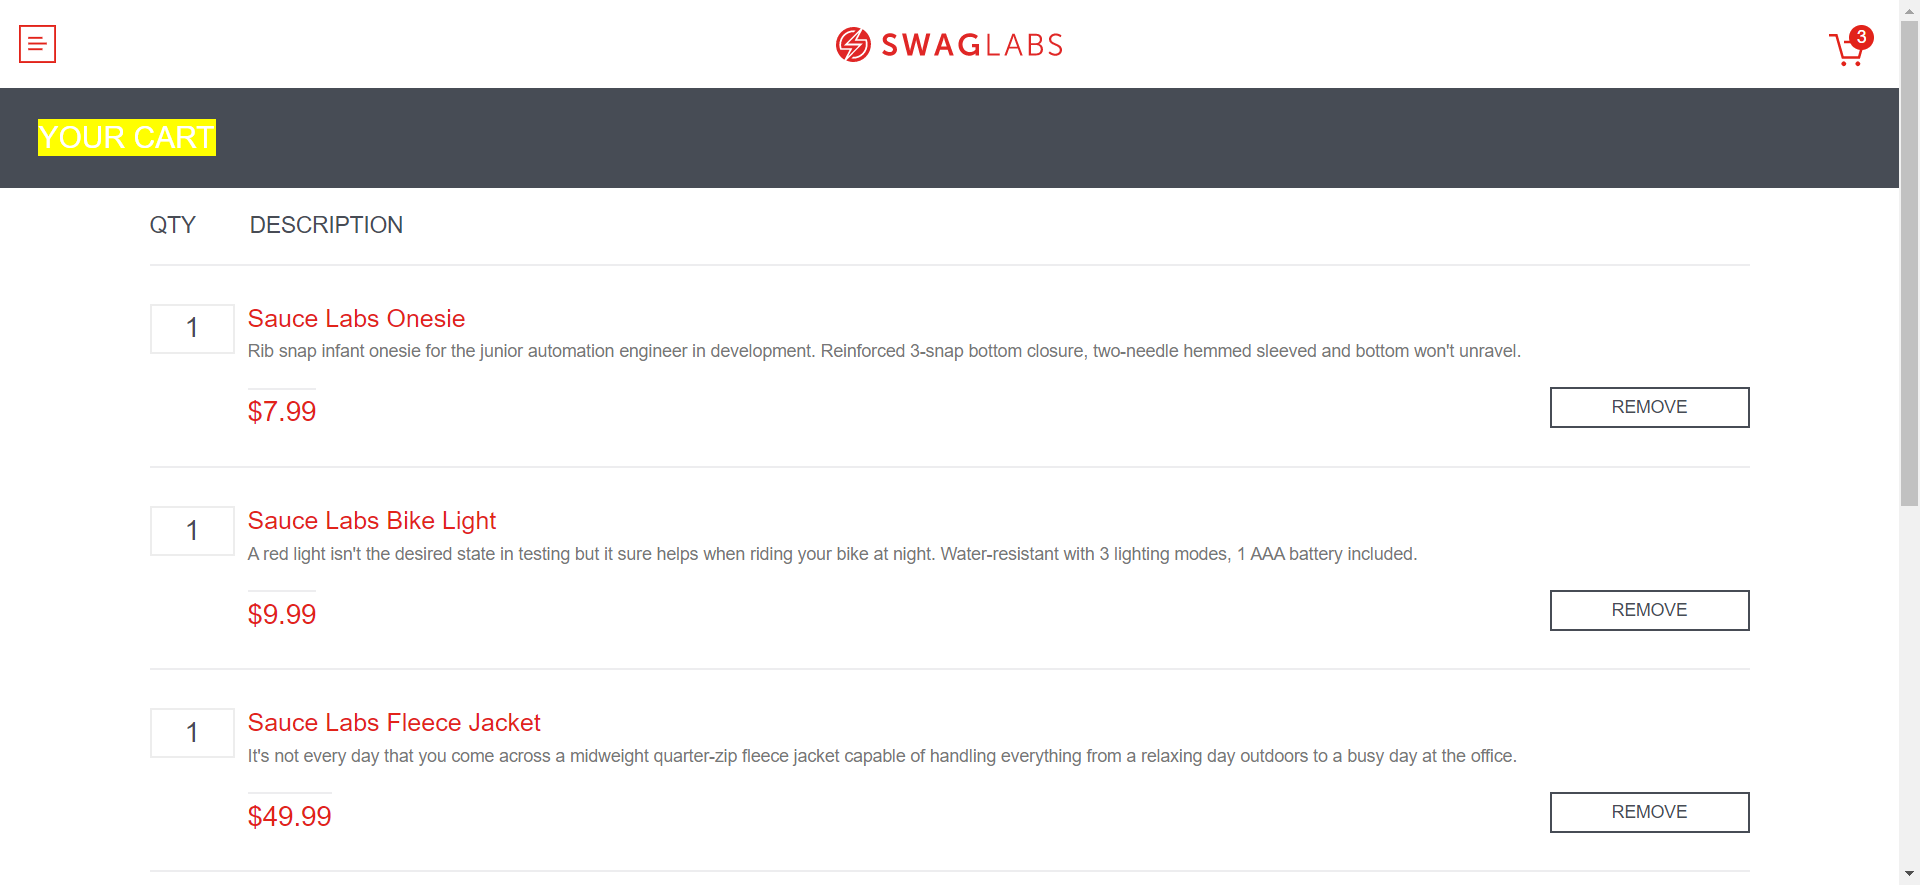 SWAGLABS
3
YOUR CART
QTY DESCRIPTION
1 Sauce Labs Onesie
Rib snap infant onesie for the junior automation engineer in development. Reinforced 3-snap bottom closure, two-needle hemmed sleeved and bottom won't unravel.
$7.99 REMOVE
1 Sauce Labs Bike Light
A red light isn't the desired state in testing but it sure helps when riding your bike at night. Water-resistant with 3 lighting modes, 1 AAA battery included.
$9.99 REMOVE
1 Sauce Labs Fleece Jacket
It's not every day that you come across a midweight quarter-zip fleece jacket capable of handling everything from a relaxing day outdoors to a busy day at the office.
$49.99 REMOVE